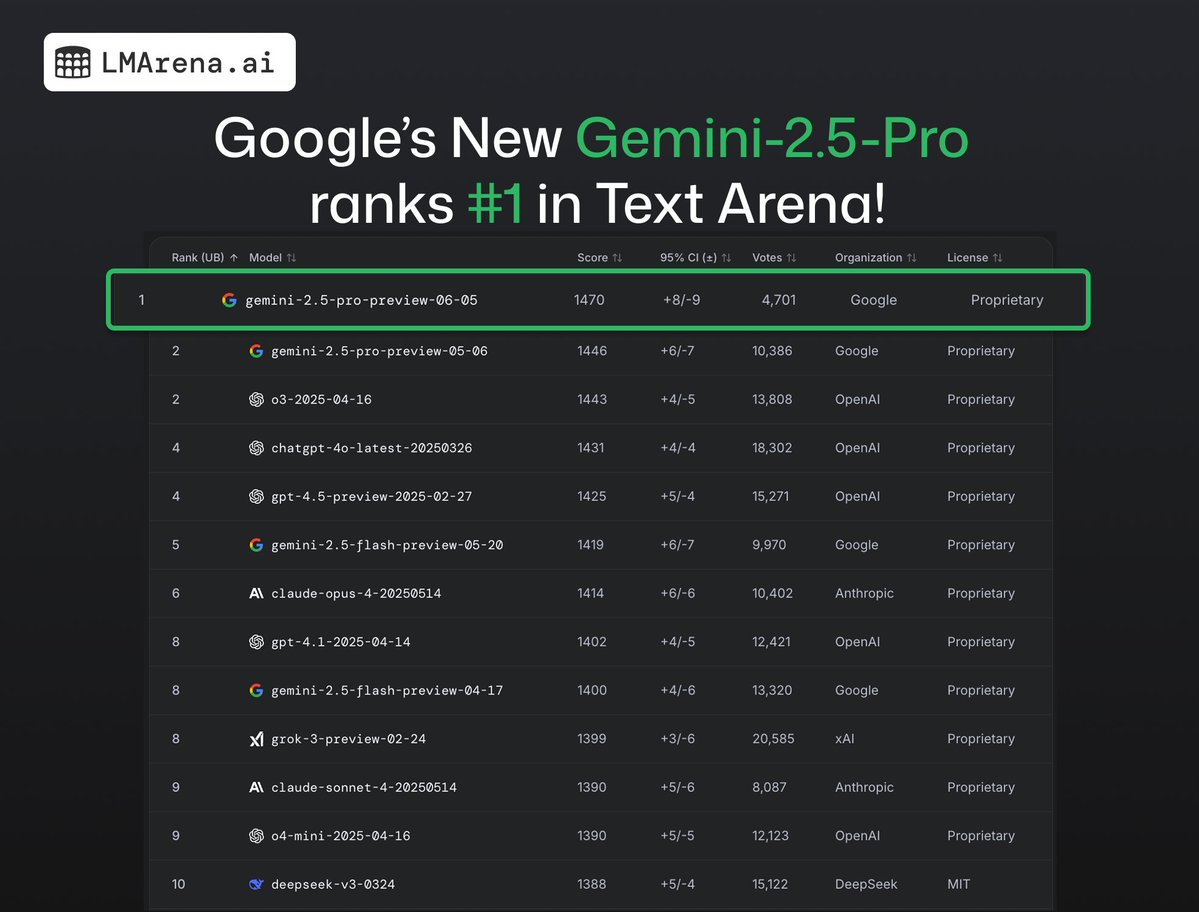 LMArena.ai
Google's New Gemini-2.5-Pro
ranks #1 in Text Arena!
Rank (UB) ↑ Model ↑↓ Score ↑↓ 95% CI (±) ↑↓ Votes ↑↓ Organization ↑↓ License ↑↓
1 gemini-2.5-pro-preview-06-05 1470 +8/-9 4,701 Google Proprietary
2 gemini-2.5-pro-preview-05-06 1446 +6/-7 10,386 Google Proprietary
2 o3-2025-04-16 1443 +4/-5 13,808 OpenAI Proprietary
4 chatgpt-4o-latest-20250326 1431 +4/-4 18,302 OpenAI Proprietary
4 gpt-4.5-preview-2025-02-27 1425 +5/-4 15,271 OpenAI Proprietary
5 gemini-2.5-flash-preview-05-20 1419 +6/-7 9,970 Google Proprietary
6 claude-opus-4-20250514 1414 +6/-6 10,402 Anthropic Proprietary
8 gpt-4.1-2025-04-14 1402 +4/-5 12,421 OpenAI Proprietary
8 gemini-2.5-flash-preview-04-17 1400 +4/-6 13,320 Google Proprietary
8 grok-3-preview-02-24 1399 +3/-6 20,585 xAI Proprietary
9 claude-sonnet-4-20250514 1390 +5/-6 8,087 Anthropic Proprietary
9 o4-mini-2025-04-16 1390 +5/-5 12,123 OpenAI Proprietary
10 deepseek-v3-0324 1388 +5/-4 15,122 DeepSeek MIT